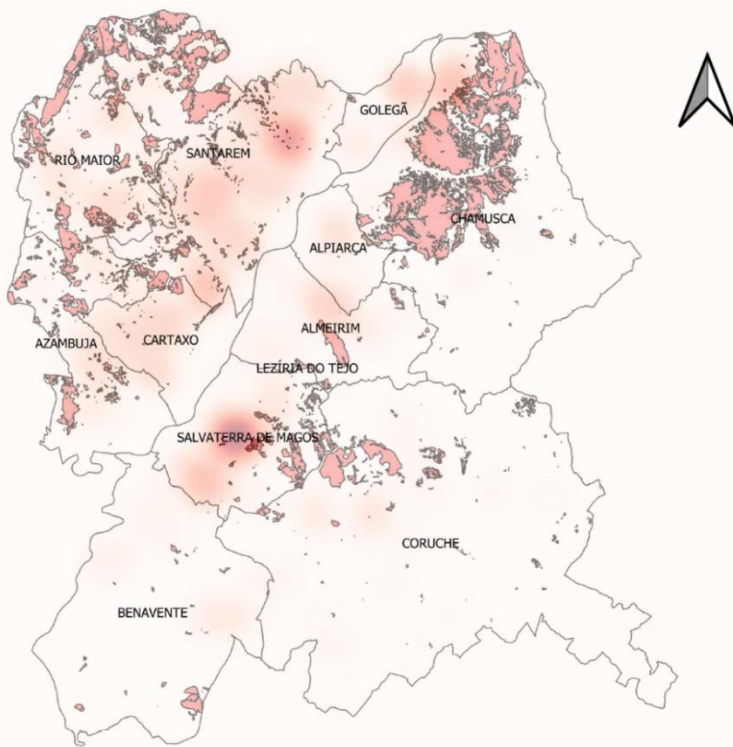 GOLEGÃ
RIO MAIOR
SANTAREM
CHAMUSCA
ALPIARÇA
ALMEIRIM
AZAMBUJA
CARTAXO
LEZÍRIA DO TEJO
SALVATERRA DE MAGOS
CORUCHE
BENAVENTE